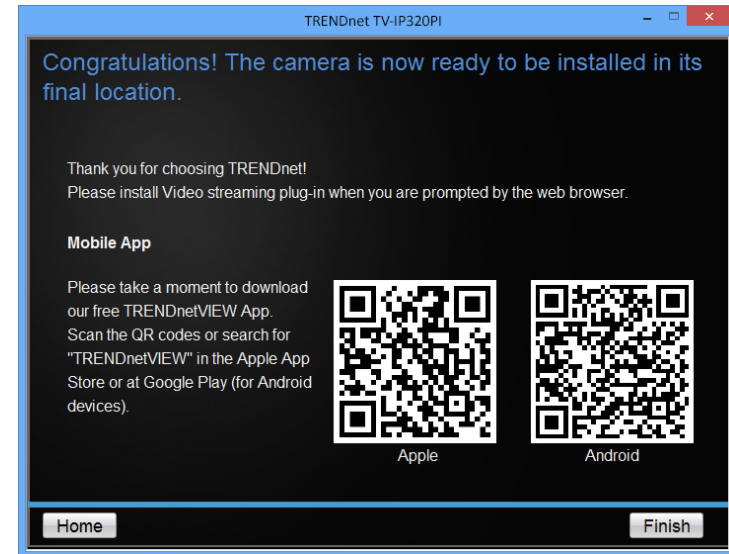 TRENDnet TV-IP320PI
Congratulations! The camera is now ready to be installed in its
final location.
Thank you for choosing TRENDnet!
Please install Video streaming plug-in when you are prompted by the web browser.
Mobile App
Please take a moment to download
our free TRENDnetVIEW App.
Scan the QR codes or search for
"TRENDnetVIEW" in the Apple App
Store or at Google Play (for Android
devices).
Apple
Android
Home
Finish